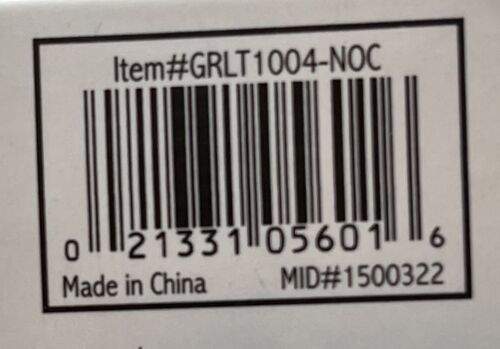 Item#GRLT1004-NOC
0 21331 05601 6
Made in China MID#1500322